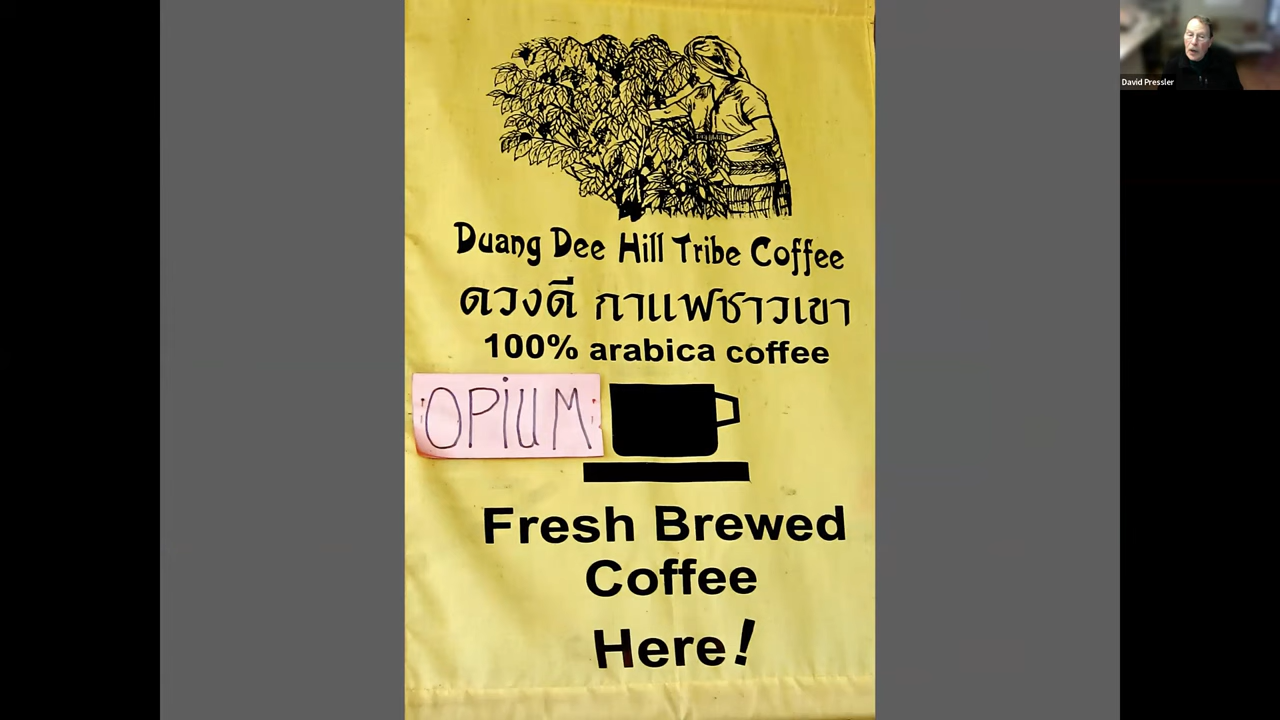 Duang Dee Hill Tribe Coffee
ดวงดี กาแฟชาวเขา
100% arabica coffee
OPiUM
Fresh Brewed
Coffee
Here!
David Pressler